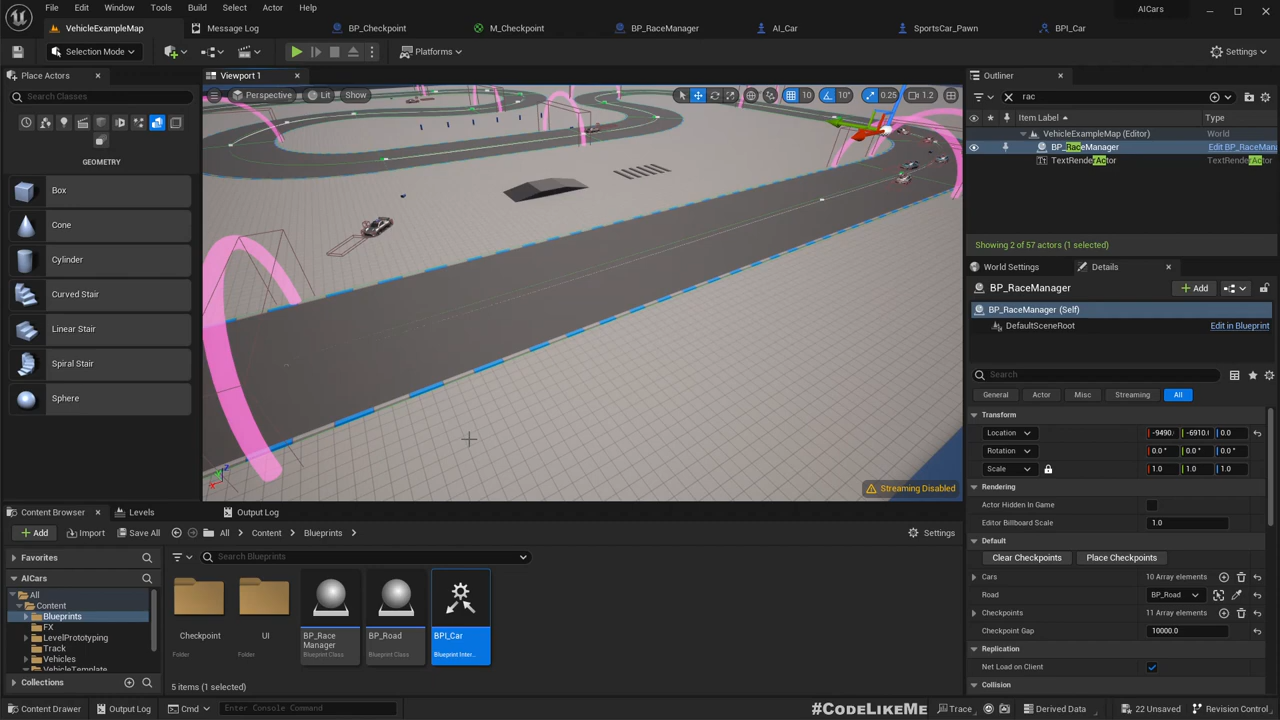 File Edit Window Tools Build Select Actor Help
AICars
VehicleExampleMap Message Log BP_Checkpoint M_Checkpoint BP_RaceManager AI_Car SportsCar_Pawn BPI_Car
Selection Mode Platforms Settings
Place Actors Viewport 1 Outliner
Search Classes Perspective Lit Show 10 10° 0.25 1.2 rac
Item Label Type
VehicleExampleMap (Editor) World
BP_RaceManager Edit BP_RaceMan
TextRenderActor TextRenderActor
GEOMETRY
Box
Cone
Cylinder
Curved Stair
Linear Stair
Spiral Stair
Sphere
Showing 2 of 57 actors (1 selected)
World Settings Details
BP_RaceManager Add
BP_RaceManager (Self)
DefaultSceneRoot Edit in Blueprint
Search
General Actor Misc Streaming All
Transform
Location -9490. -6910.( 0.0
Rotation 0.0 ° 0.0 ° 0.0 °
Scale 1.0 1.0 1.0
Rendering
Actor Hidden In Game
Editor Billboard Scale 1.0
Default
Clear Checkpoints Place Checkpoints
Cars 10 Array elements
Road BP_Road
Checkpoints 11 Array elements
Checkpoint Gap 10000.0
Replication
Net Load on Client
Collision
Streaming Disabled
Content Browser Levels Output Log
Add Import Save All All Content Blueprints Settings
Favorites Search Blueprints
AICars
All
Content
Blueprints
FX
LevelPrototyping
Track
Vehicles
VehicleTemplate
Collections
Checkpoint
Folder
UI
Folder
BP_Race
Manager
Blueprint Class
BP_Road
Blueprint Class
BPI_Car
Blueprint Inter...
5 items (1 selected)
Content Drawer Output Log Cmd Enter Console Command #CodeLikeMe Trace Derived Data 22 Unsaved Revision Control